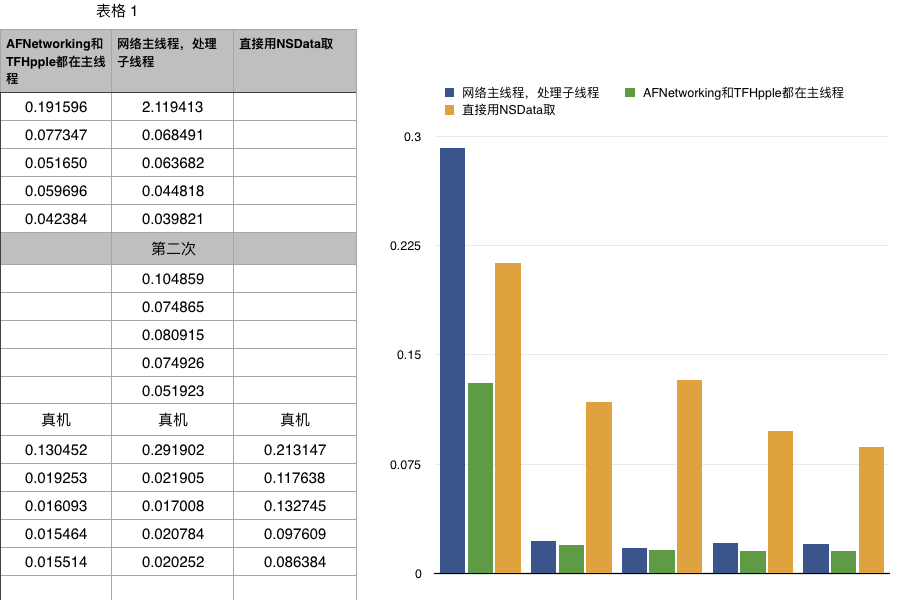 表格 1
AFNetworking和 网络主线程，处理 直接用NSData取
TFHpple都在主线 子线程
程
0.191596 2.119413
0.077347 0.068491
0.051650 0.063682
0.059696 0.044818
0.042384 0.039821
第二次
0.104859
0.074865
0.080915
0.074926
0.051923
真机 真机 真机
0.130452 0.291902 0.213147
0.019253 0.021905 0.117638
0.016093 0.017008 0.132745
0.015464 0.020784 0.097609
0.015514 0.020252 0.086384
网络主线程，处理子线程 AFNetworking和TFHpple都在主线程
直接用NSData取
0.3
0.225
0.15
0.075
0